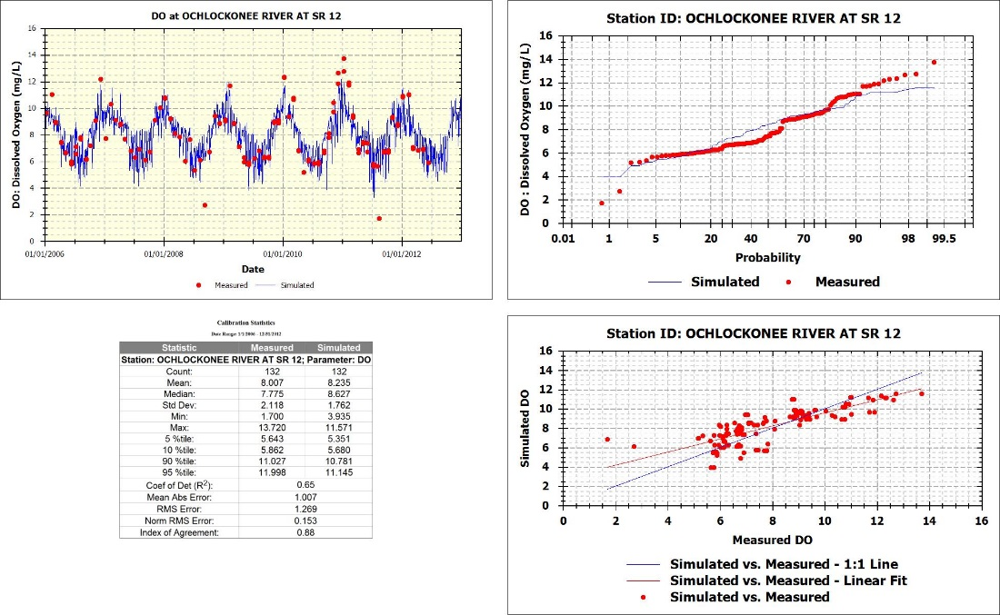 DO at OCHLOCKONEE RIVER AT SR 12
DO: Dissolved Oxygen (mg/L)
16
14
12
10
8
6
4
2
0
01/01/2006
01/01/2008
01/01/2010
01/01/2012
Date
Measured
Simulated
Station ID: OCHLOCKONEE RIVER AT SR 12
DO : Dissolved Oxygen (mg/L)
16
14
12
10
8
6
4
2
0
0.01 1 5 20 40 70 90 98 99.5
Probability
Simulated
Measured
Calibration Statistics
Date Range: 1/1/2006 - 12/31/2012
Statistic Measured Simulated
Station: OCHLOCKONEE RIVER AT SR 12; Parameter: DO
Count: 132 132
Mean: 8.007 8.235
Median: 7.775 8.627
Std Dev: 2.118 1.762
Min: 1.700 3.935
Max: 13.720 11.571
5 %tile: 5.643 5.351
10 %tile: 5.862 5.680
90 %tile: 11.027 10.781
95 %tile: 11.998 11.145
Coef of Det (R²): 0.65
Mean Abs Error: 1.007
RMS Error: 1.269
Norm RMS Error: 0.153
Index of Agreement: 0.88
Station ID: OCHLOCKONEE RIVER AT SR 12
Simulated DO
16
14
12
10
8
6
4
2
0
0 2 4 6 8 10 12 14 16
Measured DO
Simulated vs. Measured - 1:1 Line
Simulated vs. Measured - Linear Fit
Simulated vs. Measured